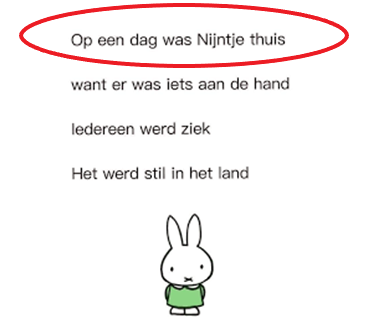 Op een dag was Nijntje thuis
want er was iets aan de hand
Iedereen werd ziek
Het werd stil in het land